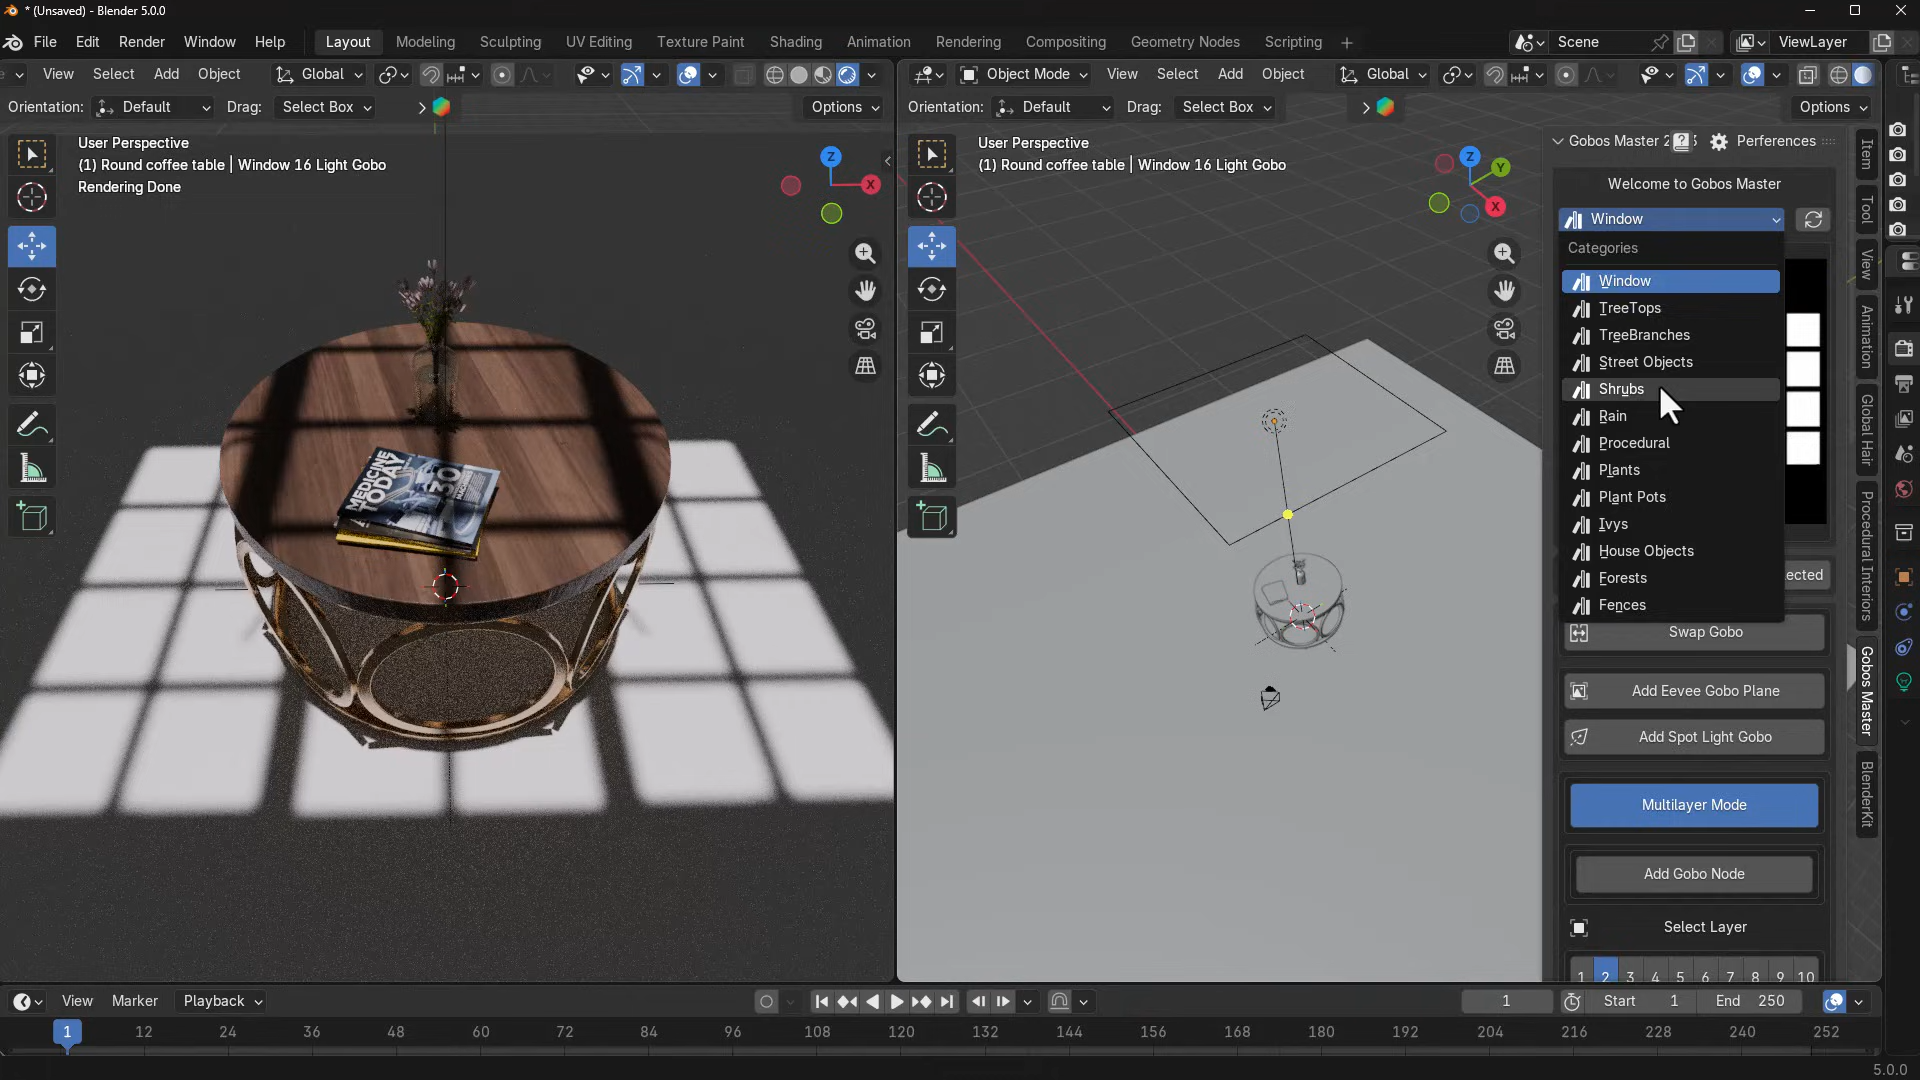 * (Unsaved) - Blender 5.0.0
File Edit Render Window Help Layout Modeling Sculpting UV Editing Texture Paint Shading Animation Rendering Compositing Geometry Nodes Scripting + Scene ViewLayer
View Select Add Object Global
Object Mode View Select Add Object Global
Orientation: Default Drag: Select Box Options
Orientation: Default Drag: Select Box Options
User Perspective
(1) Round coffee table | Window 16 Light Gobo
Rendering Done
Z
X
MEDICINE
TODAY
30
User Perspective
(1) Round coffee table | Window 16 Light Gobo
Z
Y
X
Gobos Master Perferences
Welcome to Gobos Master
Window
Categories
Window
TreeTops
TreeBranches
Street Objects
Shrubs
Rain
Procedural
Plants
Plant Pots
Ivys
House Objects
Forests
Fences
ected
Swap Gobo
Add Eevee Gobo Plane
Add Spot Light Gobo
Multilayer Mode
Add Gobo Node
Select Layer
1 2 3 4 5 6 7 8 9 10
Item
Tool
View
Animation
Global Hair
Procedural Interiors
Gobos Master
BlenderKit
View Marker Playback 1 Start 1 End 250
1 12 24 36 48 60 72 84 96 108 120 132 144 156 168 180 192 204 216 228 240 252
5.0.0